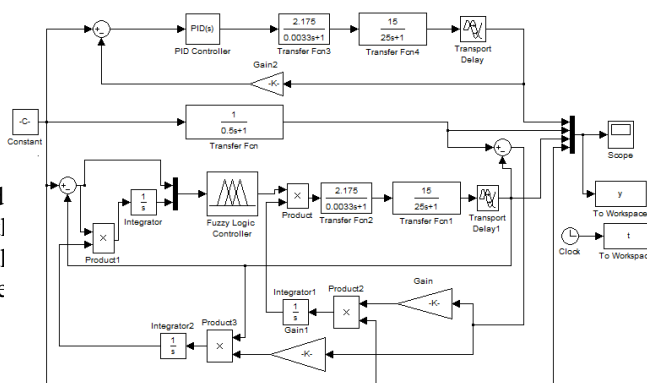 PID(s)
PID Controller
2.175
0.0033s+1
Transfer Fcn3
15
25s+1
Transfer Fcn4
Transport
Delay
Gain2
-K-
-C-
Constant
1
0.5s+1
Transfer Fcn
Scope
y
To Workspace
Clock
t
To Workspac
1
s
Integrator
×
Product1
Fuzzy Logic
Controller
×
Product
2.175
0.0033s+1
Transfer Fcn2
15
25s+1
Transfer Fcn1
Transport
Delay1
Integrator1
1
s
Gain1
Product2
×
Gain
-K-
Integrator2
1
s
Product3
×
-K-